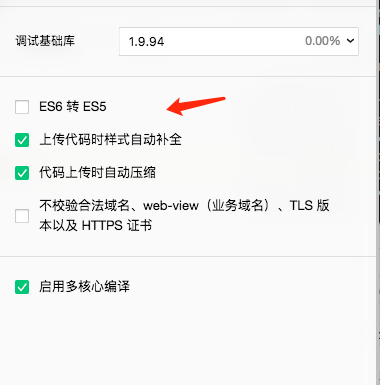 调试基础库
1.9.94
0.00%
ES6 转 ES5
上传代码时样式自动补全
代码上传时自动压缩
不校验合法域名、web-view（业务域名）、TLS 版
本以及 HTTPS 证书
启用多核心编译